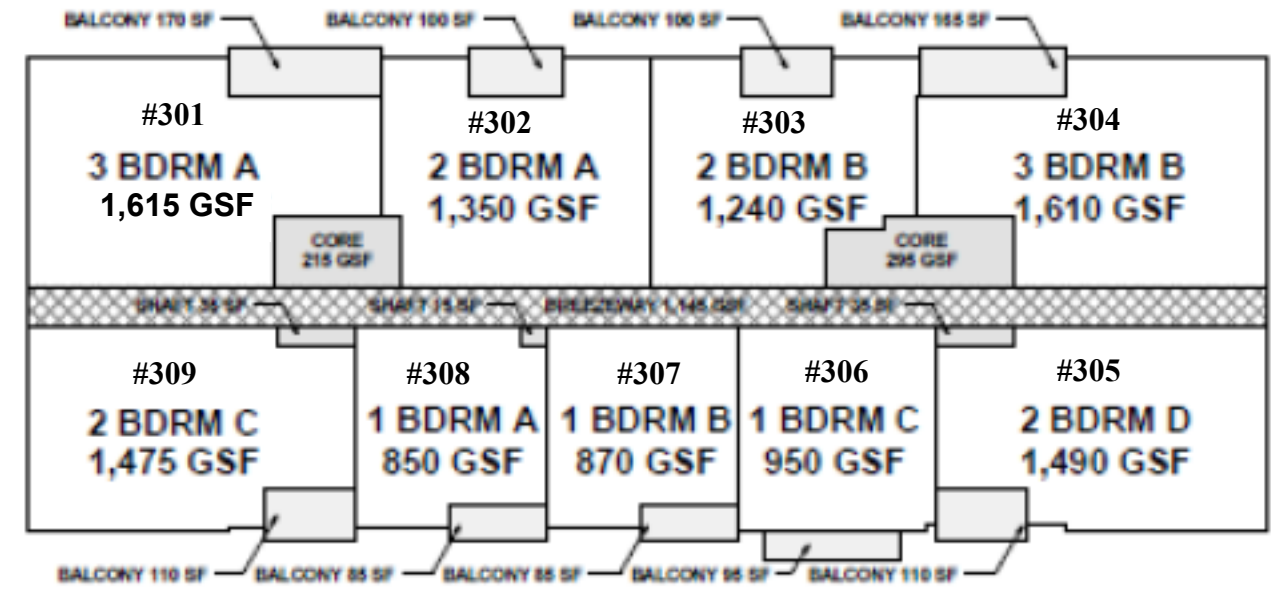 BALCONY 170 SF
BALCONY 100 SF
BALCONY 100 SF
BALCONY 165 SF
#301
3 BDRM A
1,615 GSF
#302
2 BDRM A
1,350 GSF
#303
2 BDRM B
1,240 GSF
#304
3 BDRM B
1,610 GSF
CORE
215 GSF
CORE
295 GSF
SHAFT 35 SF
SHAFT 15 SF
BREEZEWAY 1,145 GSF
SHAFT 35 SF
#309
2 BDRM C
1,475 GSF
#308
1 BDRM A
850 GSF
#307
1 BDRM B
870 GSF
#306
1 BDRM C
950 GSF
#305
2 BDRM D
1,490 GSF
BALCONY 110 SF
BALCONY 85 SF
BALCONY 85 SF
BALCONY 95 SF
BALCONY 110 SF